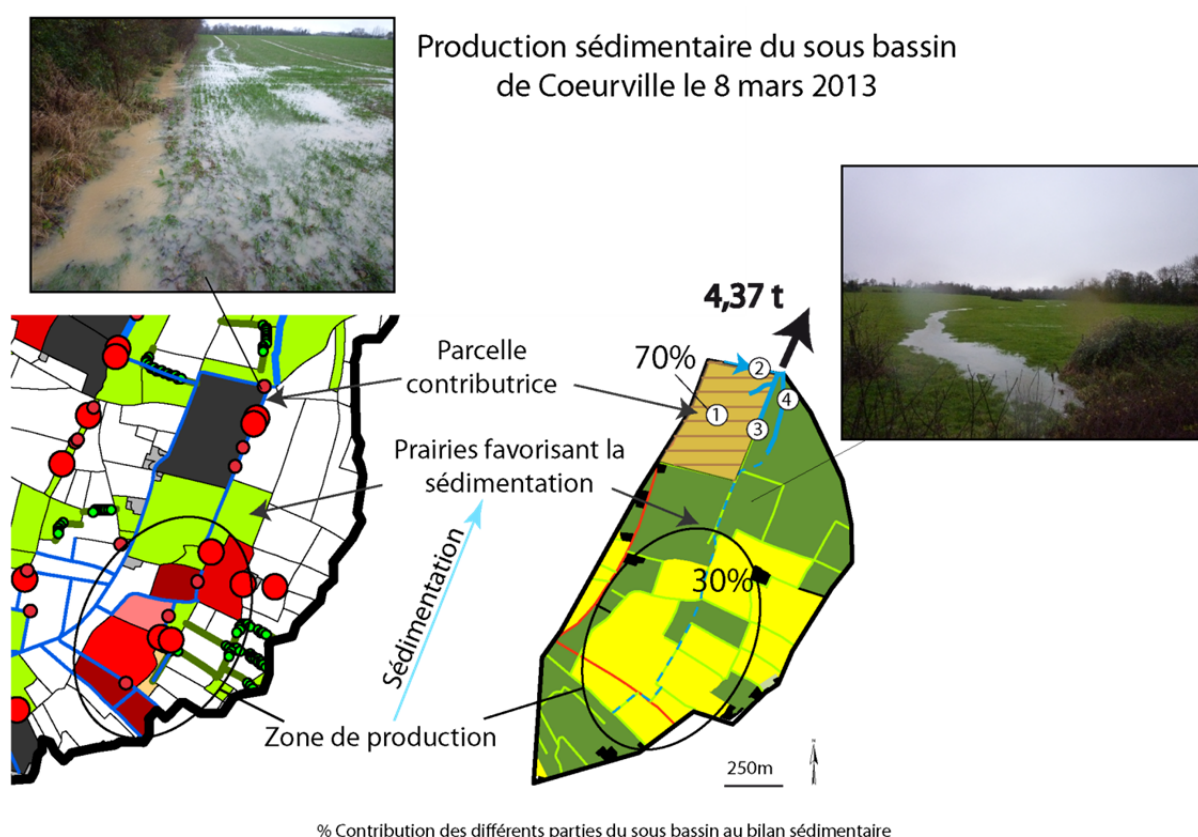 Production sédimentaire du sous bassin
de Coeurville le 8 mars 2013
4,37 t
70%
Parcelle
contributrice
2
1
4
3
Prairies favorisant la
sédimentation
Sédimentation
30%
Zone de production
250m
% Contribution des différents parties du sous bassin au bilan sédimentaire